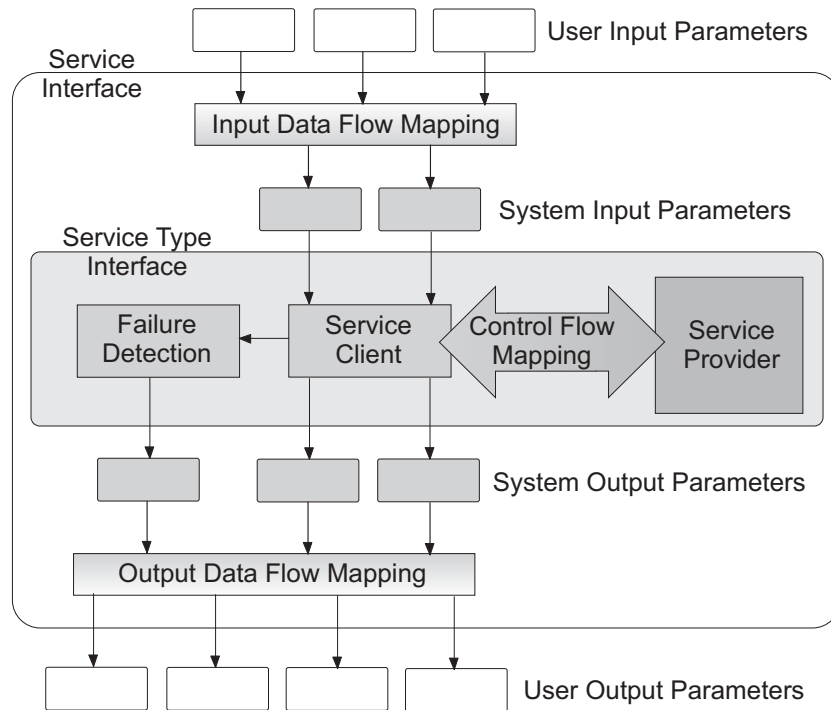 User Input Parameters
Service
Interface
Input Data Flow Mapping
System Input Parameters
Service Type
Interface
Failure
Detection
Service
Client
Control Flow
Mapping
Service
Provider
System Output Parameters
Output Data Flow Mapping
User Output Parameters